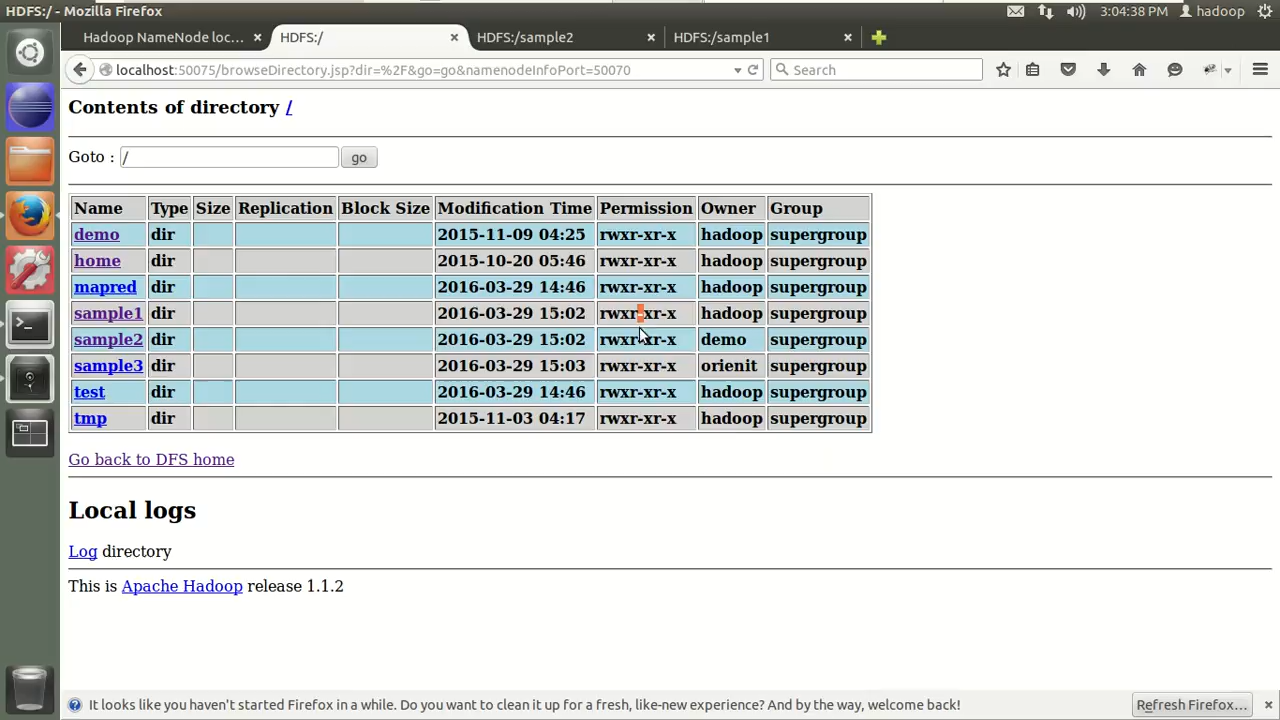 HDFS:/ - Mozilla Firefox
3:04:38 PM hadoop
Hadoop NameNode loc... × HDFS:/ × HDFS:/sample2 × HDFS:/sample1 ×
localhost:50075/browseDirectory.jsp?dir=%2F&go=go&namenodeInfoPort=50070 Search
Contents of directory /
Goto : / go
Name Type Size Replication Block Size Modification Time Permission Owner Group
demo dir 2015-11-09 04:25 rwxr-xr-x hadoop supergroup
home dir 2015-10-20 05:46 rwxr-xr-x hadoop supergroup
mapred dir 2016-03-29 14:46 rwxr-xr-x hadoop supergroup
sample1 dir 2016-03-29 15:02 rwxr-xr-x hadoop supergroup
sample2 dir 2016-03-29 15:02 rwxr-xr-x demo supergroup
sample3 dir 2016-03-29 15:03 rwxr-xr-x orienit supergroup
test dir 2016-03-29 14:46 rwxr-xr-x hadoop supergroup
tmp dir 2015-11-03 04:17 rwxr-xr-x hadoop supergroup
Go back to DFS home
Local logs
Log directory
This is Apache Hadoop release 1.1.2
It looks like you haven't started Firefox in a while. Do you want to clean it up for a fresh, like-new experience? And by the way, welcome back! Refresh Firefox... ×